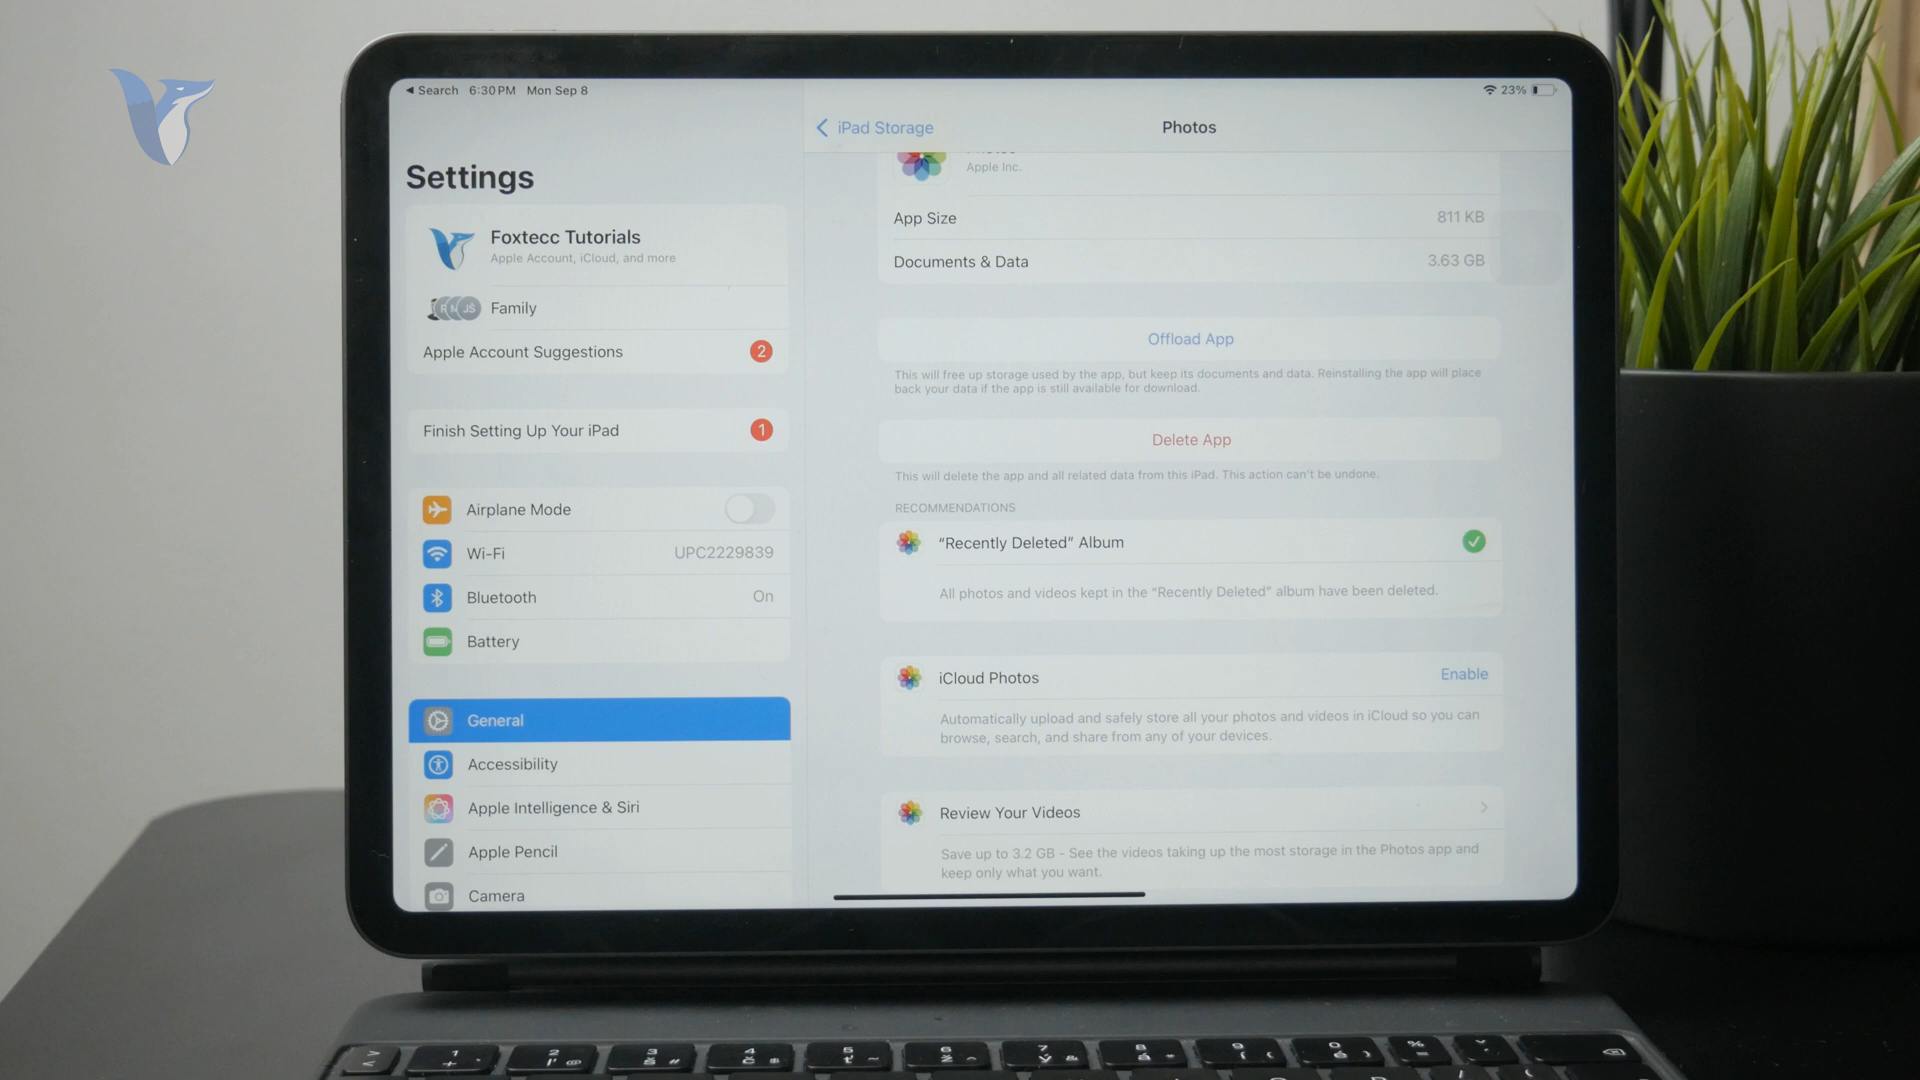 ◀ Search 6:30 PM Mon Sep 8
23%
Settings
Foxtecc Tutorials
Apple Account, iCloud, and more
Family
Apple Account Suggestions 2
Finish Setting Up Your iPad 1
Airplane Mode
Wi-Fi UPC2229839
Bluetooth On
Battery
General
Accessibility
Apple Intelligence & Siri
Apple Pencil
Camera
iPad Storage
Photos
Apple Inc.
App Size 811 KB
Documents & Data 3.63 GB
Offload App
This will free up storage used by the app, but keep its documents and data. Reinstalling the app will place
back your data if the app is still available for download.
Delete App
This will delete the app and all related data from this iPad. This action can't be undone.
RECOMMENDATIONS
“Recently Deleted” Album
All photos and videos kept in the “Recently Deleted” album have been deleted.
iCloud Photos Enable
Automatically upload and safely store all your photos and videos in iCloud so you can
browse, search, and share from any of your devices.
Review Your Videos
Save up to 3.2 GB - See the videos taking up the most storage in the Photos app and
keep only what you want.